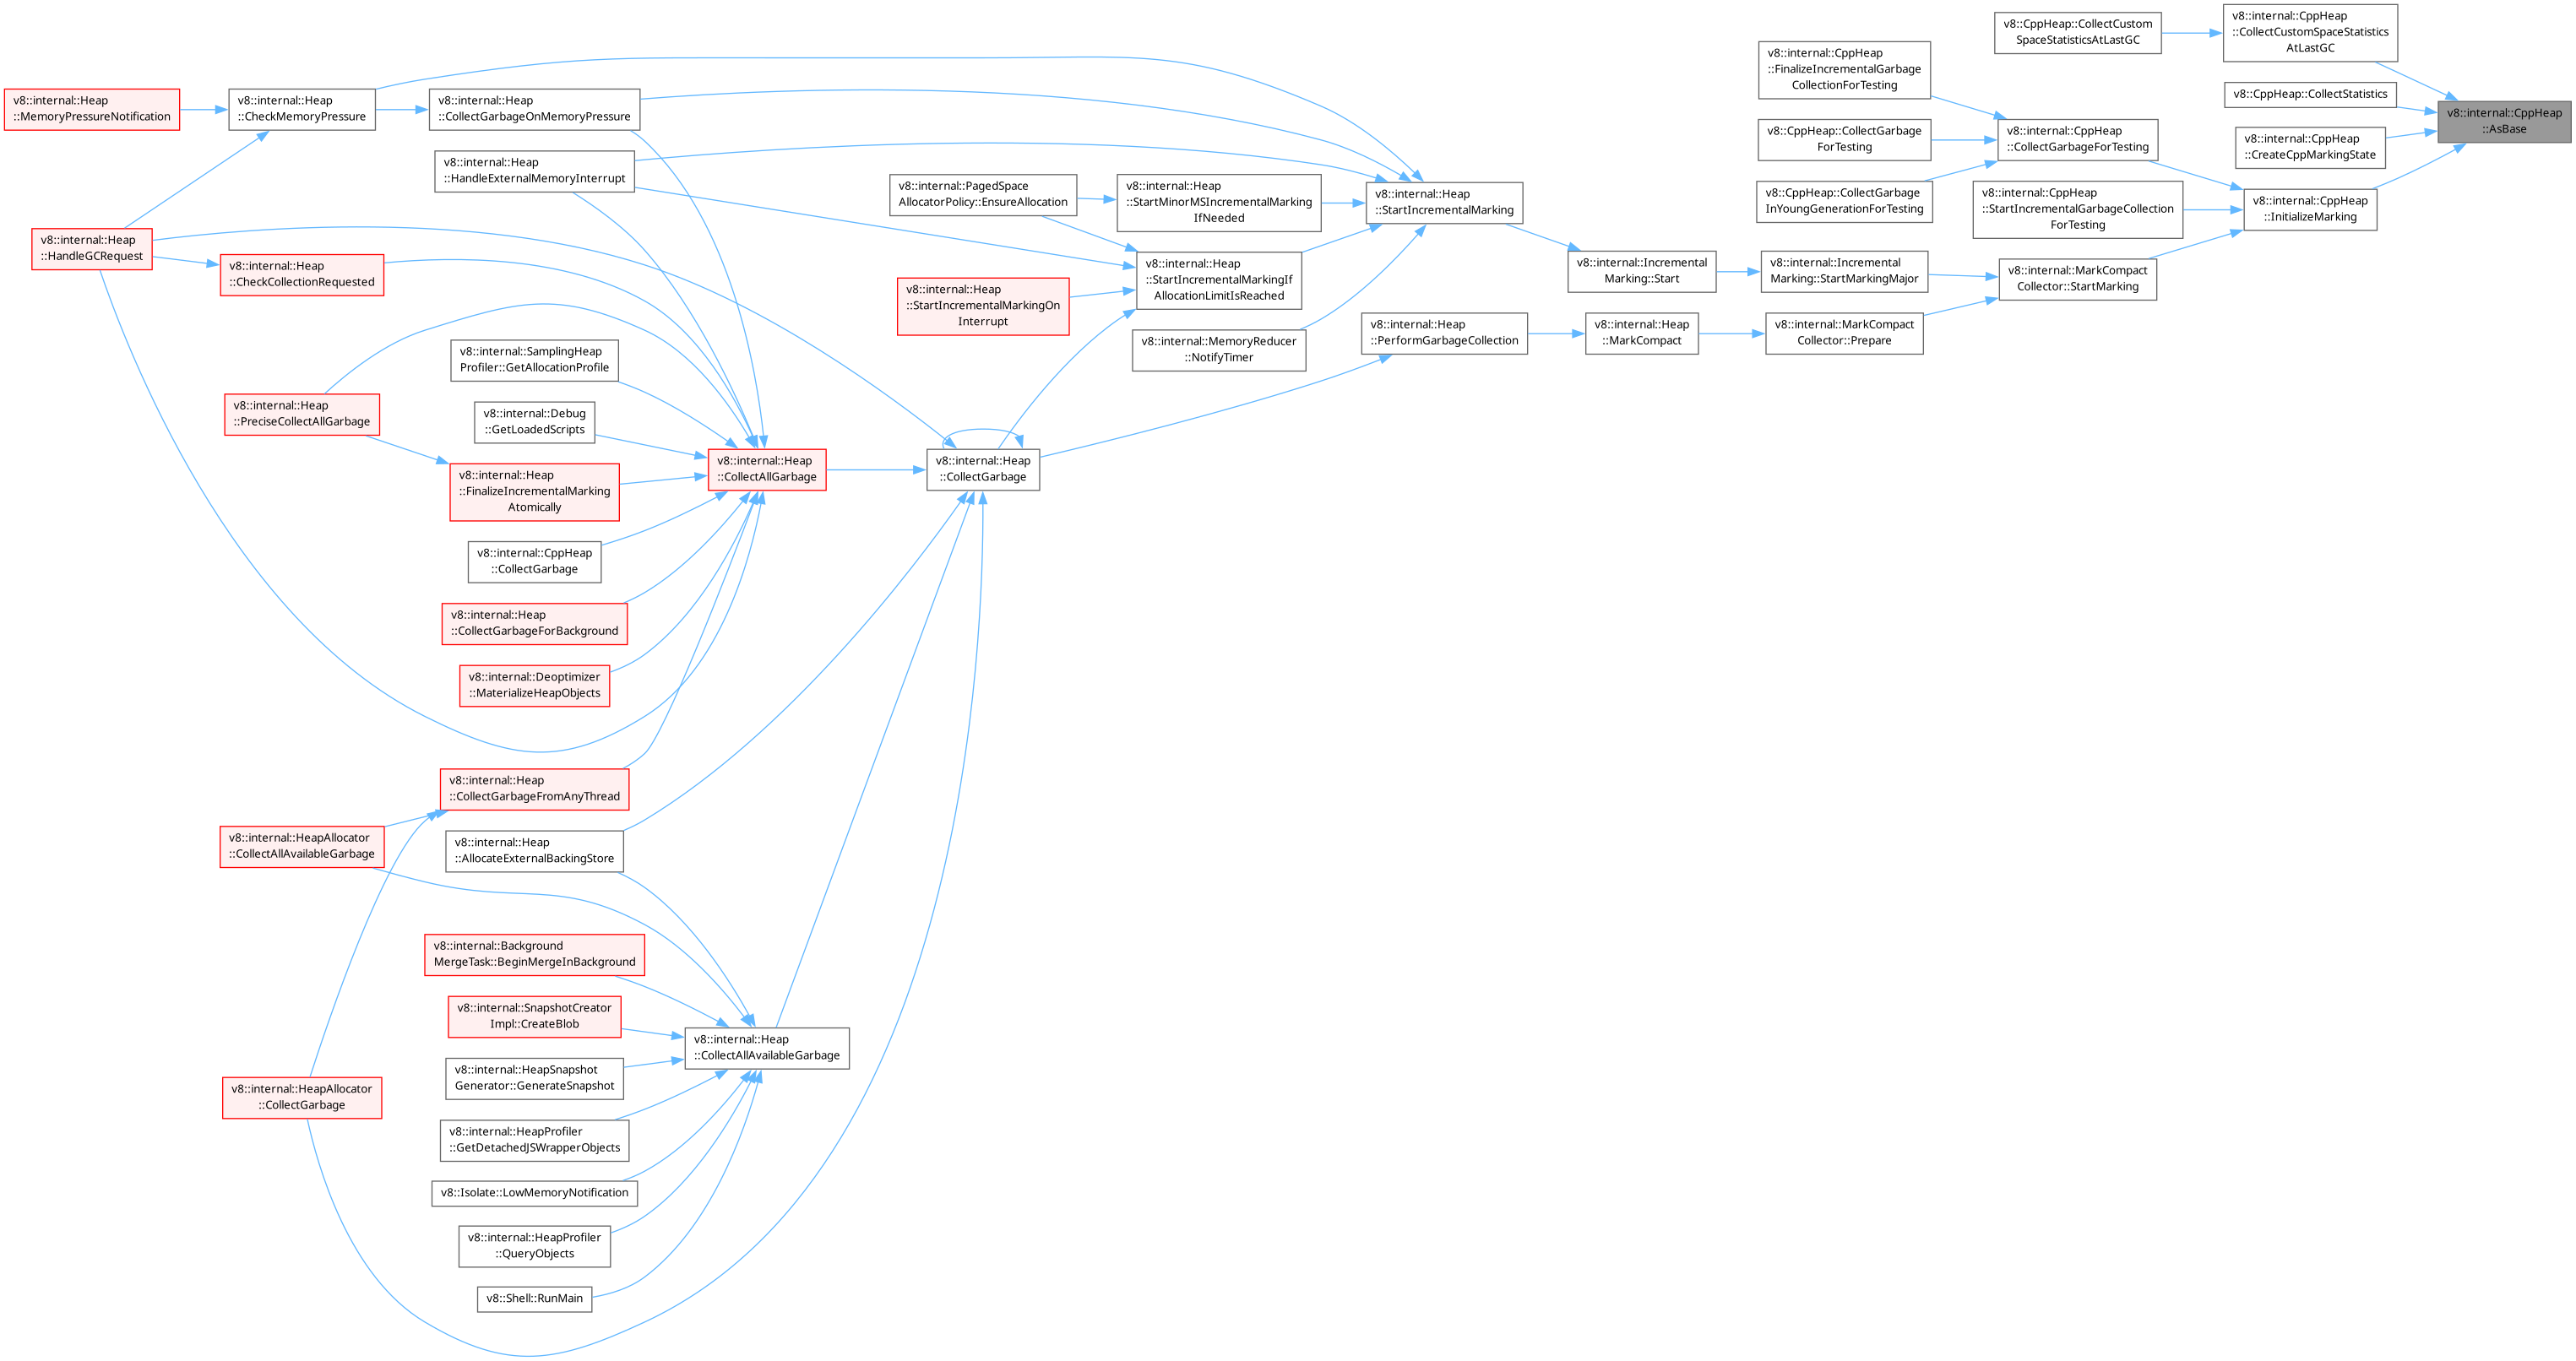 v8::internal::CppHeap
::AsBase
v8::internal::CppHeap
::CollectCustomSpaceStatistics
AtLastGC
v8::CppHeap::CollectCustom
SpaceStatisticsAtLastGC
v8::CppHeap::CollectStatistics
v8::internal::CppHeap
::CreateCppMarkingState
v8::internal::CppHeap
::InitializeMarking
v8::internal::CppHeap
::CollectGarbageForTesting
v8::internal::CppHeap
::FinalizeIncrementalGarbage
CollectionForTesting
v8::CppHeap::CollectGarbage
ForTesting
v8::CppHeap::CollectGarbage
InYoungGenerationForTesting
v8::internal::CppHeap
::StartIncrementalGarbageCollection
ForTesting
v8::internal::MarkCompact
Collector::StartMarking
v8::internal::Incremental
Marking::StartMarkingMajor
v8::internal::Incremental
Marking::Start
v8::internal::Heap
::StartIncrementalMarking
v8::internal::Heap
::CheckMemoryPressure
v8::internal::Heap
::HandleGCRequest
v8::internal::Heap
::MemoryPressureNotification
v8::internal::Heap
::CollectGarbageOnMemoryPressure
v8::internal::Heap
::HandleExternalMemoryInterrupt
v8::internal::Heap
::StartMinorMSIncrementalMarking
IfNeeded
v8::internal::PagedSpace
AllocatorPolicy::EnsureAllocation
v8::internal::Heap
::StartIncrementalMarkingIf
AllocationLimitIsReached
v8::internal::Heap
::StartIncrementalMarkingOn
Interrupt
v8::internal::MemoryReducer
::NotifyTimer
v8::internal::MarkCompact
Collector::Prepare
v8::internal::Heap
::MarkCompact
v8::internal::Heap
::PerformGarbageCollection
v8::internal::Heap
::CollectGarbage
v8::internal::Heap
::CollectAllGarbage
v8::internal::Heap
::CheckCollectionRequested
v8::internal::SamplingHeap
Profiler::GetAllocationProfile
v8::internal::Heap
::PreciseCollectAllGarbage
v8::internal::Debug
::GetLoadedScripts
v8::internal::Heap
::FinalizeIncrementalMarking
Atomically
v8::internal::CppHeap
::CollectGarbage
v8::internal::Heap
::CollectGarbageForBackground
v8::internal::Deoptimizer
::MaterializeHeapObjects
v8::internal::Heap
::CollectGarbageFromAnyThread
v8::internal::HeapAllocator
::CollectAllAvailableGarbage
v8::internal::HeapAllocator
::CollectGarbage
v8::internal::Heap
::AllocateExternalBackingStore
v8::internal::Heap
::CollectAllAvailableGarbage
v8::internal::Background
MergeTask::BeginMergeInBackground
v8::internal::SnapshotCreator
Impl::CreateBlob
v8::internal::HeapSnapshot
Generator::GenerateSnapshot
v8::internal::HeapProfiler
::GetDetachedJSWrapperObjects
v8::Isolate::LowMemoryNotification
v8::internal::HeapProfiler
::QueryObjects
v8::Shell::RunMain